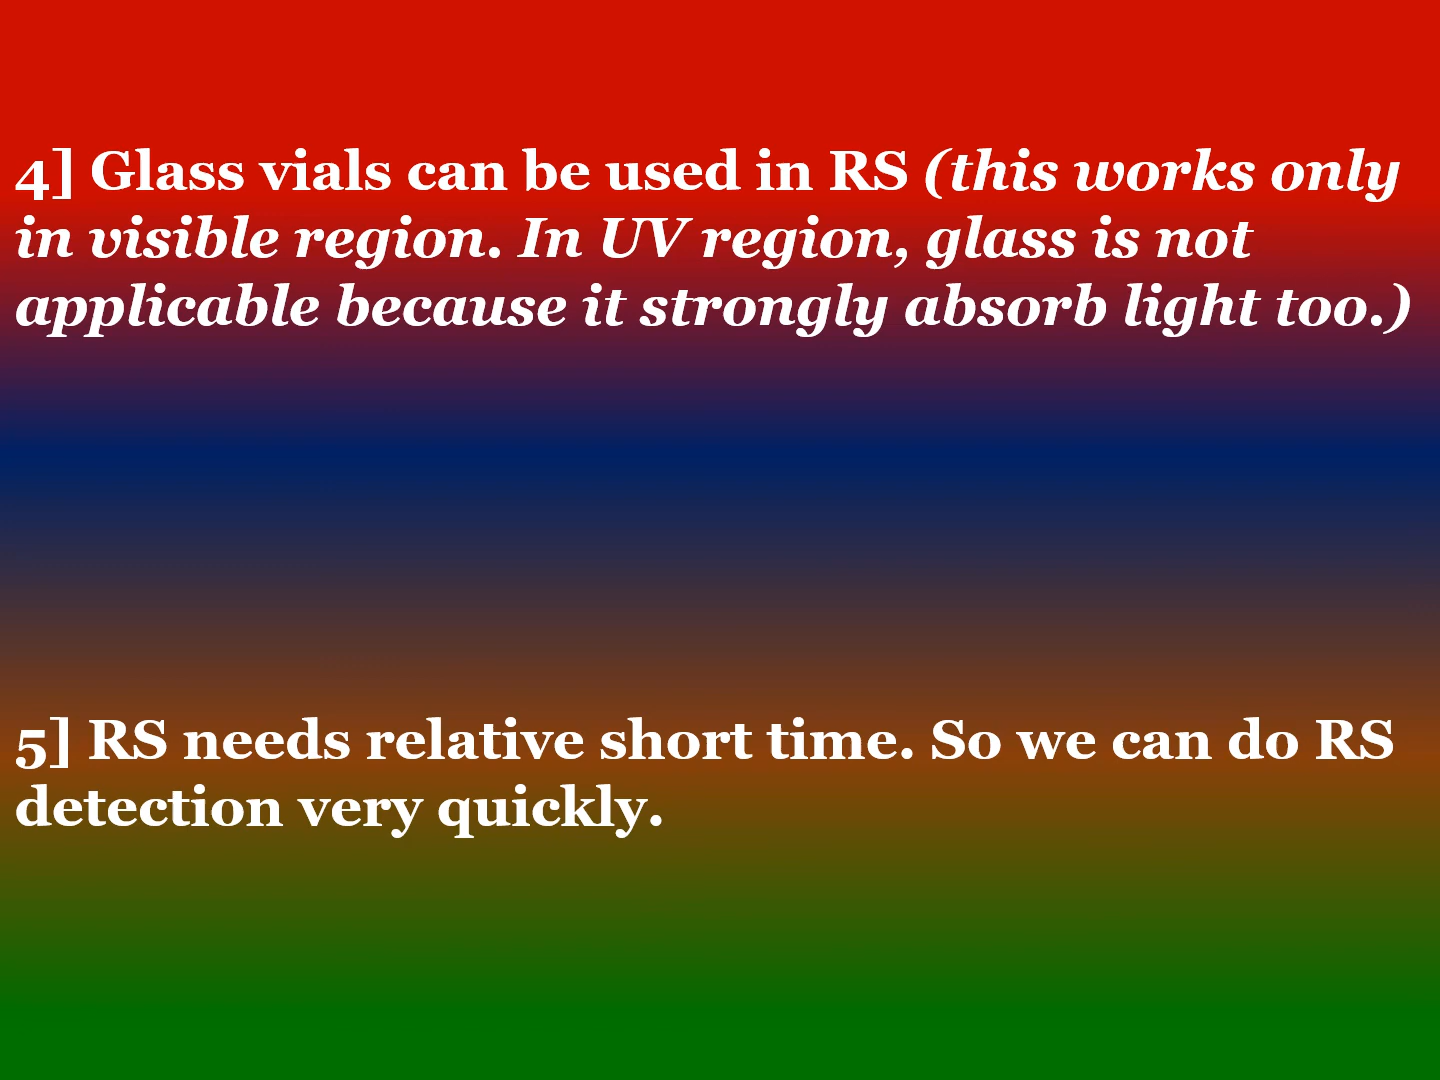 4] Glass vials can be used in RS (this works only
in visible region. In UV region, glass is not
applicable because it strongly absorb light too.)
5] RS needs relative short time. So we can do RS
detection very quickly.